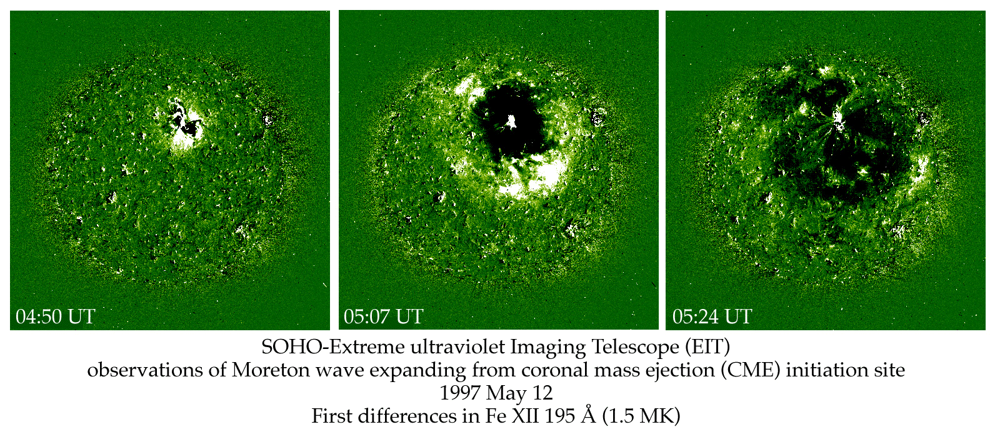 04:50 UT
05:07 UT
05:24 UT
SOHO-Extreme ultraviolet Imaging Telescope (EIT)
observations of Moreton wave expanding from coronal mass ejection (CME) initiation site
1997 May 12
First differences in Fe XII 195 Å (1.5 MK)